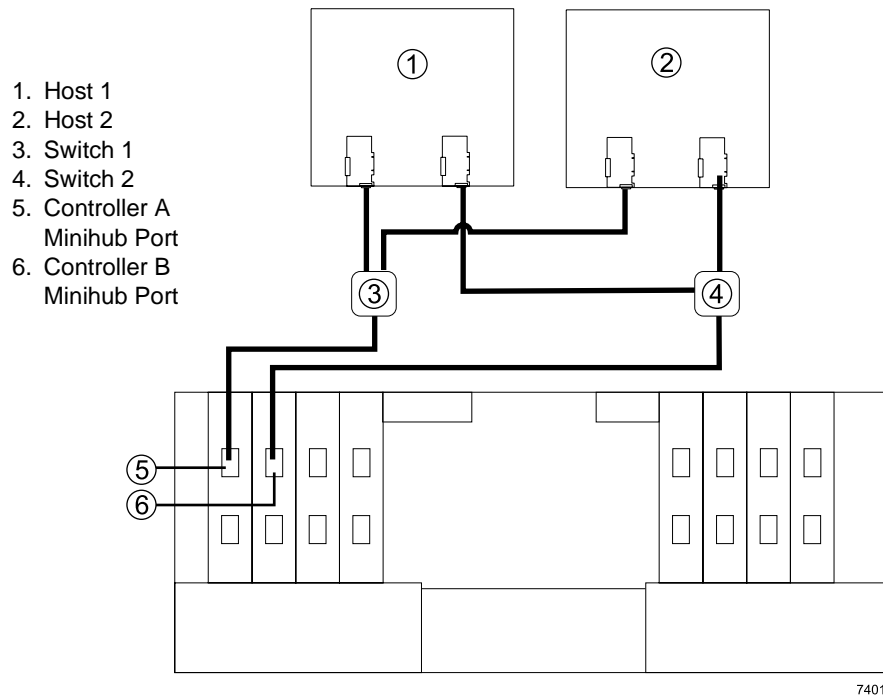 1. Host 1
2. Host 2
3. Switch 1
4. Switch 2
5. Controller A
Minihub Port
6. Controller B
Minihub Port
1
2
3
4
5
6
7401